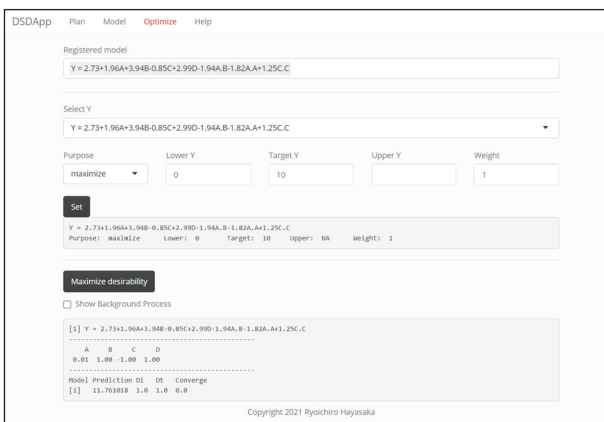 DSDApp Plan Model Optimize Help
Registered model
Y = 2.73+1.96A+3.94B-0.85C+2.99D-1.94A.B-1.82A.A+1.25C.C
Select Y
Y = 2.73+1.96A+3.94B-0.85C+2.99D-1.94A.B-1.82A.A+1.25C.C
Purpose Lower Y Target Y Upper Y Weight
maximize 0 10 1
Set
Y = 2.73+1.96A+3.94B-0.85C+2.99D-1.94A.B-1.82A.A+1.25C.C
Purpose: maximize Lower: 0 Target: 10 Upper: NA Weight: 1
Maximize desirability
Show Background Process
[1] Y = 2.73+1.96A+3.94B-0.85C+2.99D-1.94A.B-1.82A.A+1.25C.C
----------------------------------------------
A B C D
0.01 1.00 -1.00 1.00
----------------------------------------------
Model Prediction Di Dt Converge
[1] 11.761018 1.0 1.0 0.0
Copyright 2021 Ryoichiro Hayasaka